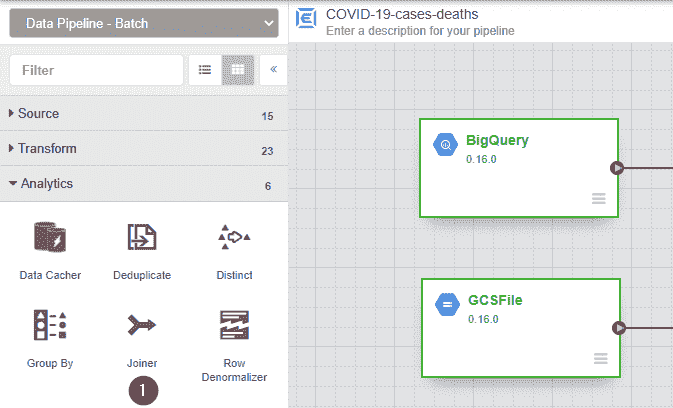 Data Pipeline - Batch
Filter
«
Source 15
Transform 23
Analytics 6
Data Cacher
Deduplicate
Distinct
Group By
Joiner
Row
Denormalizer
1
COVID-19-cases-deaths
Enter a description for your pipeline
BigQuery
0.16.0
GCSFile
0.16.0